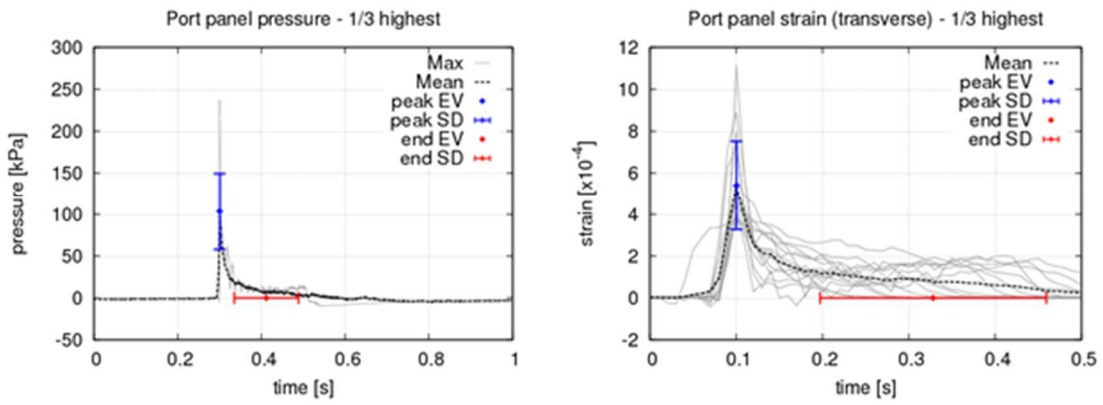 Port panel pressure - 1/3 highest
300
250
200
150
100
50
0
-50
pressure [kPa]
Max
Mean
peak EV
peak SD
end EV
end SD
0
0.2
0.4
0.6
0.8
1
time [s]
Port panel strain (transverse) - 1/3 highest
12
10
8
6
4
2
0
-2
strain [x10⁻⁴]
Mean
peak EV
peak SD
end EV
end SD
0
0.1
0.2
0.3
0.4
0.5
time [s]